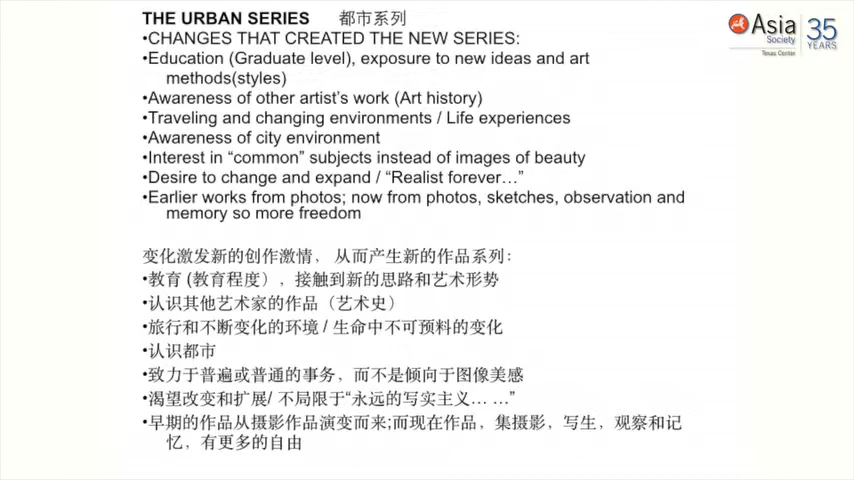 THE URBAN SERIES 都市系列
•CHANGES THAT CREATED THE NEW SERIES:
•Education (Graduate level), exposure to new ideas and art
methods(styles)
•Awareness of other artist's work (Art history)
•Traveling and changing environments / Life experiences
•Awareness of city environment
•Interest in “common” subjects instead of images of beauty
•Desire to change and expand / “Realist forever…”
•Earlier works from photos; now from photos, sketches, observation and
memory so more freedom
变化激发新的创作激情， 从而产生新的作品系列：
•教育 (教育程度），接触到新的思路和艺术形势
•认识其他艺术家的作品（艺术史）
•旅行和不断变化的环境 / 生命中不可预料的变化
•认识都市
•致力于普遍或普通的事务，而不是倾向于图像美感
•渴望改变和扩展/ 不局限于“永远的写实主义… …”
•早期的作品从摄影作品演变而来;而现在作品，集摄影，写生，观察和记
忆，有更多的自由
Asia
Society
Texas Center
35
YEARS